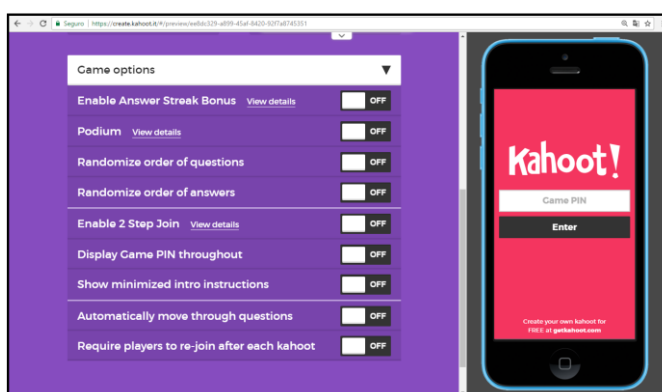 Seguro | https://create.kahoot.it/#/preview/
Game options
Enable Answer Streak Bonus View details OFF
Podium View details OFF
Randomize order of questions OFF
Randomize order of answers OFF
Enable 2 Step Join View details OFF
Display Game PIN throughout OFF
Show minimized intro instructions OFF
Automatically move through questions OFF
Require players to re-join after each kahoot OFF
Kahoot!
Game PIN
Enter
Create your own kahoot for
FREE at getkahoot.com